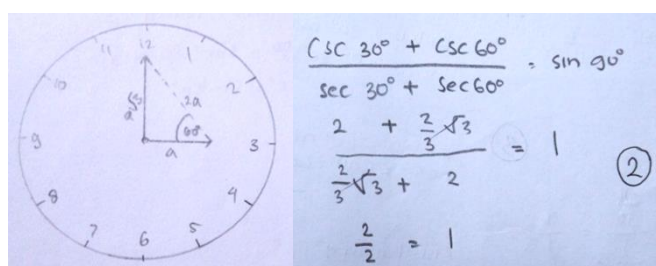 12
11
1
10
2
a√3
2a
60°
9
a
3
8
4
7
5
6
csc 30° + csc 60°
sec 30° + sec 60°
= sin 90°
2 + 2/3 √3
2/3 √3 + 2
= 1
2
2/2 = 1